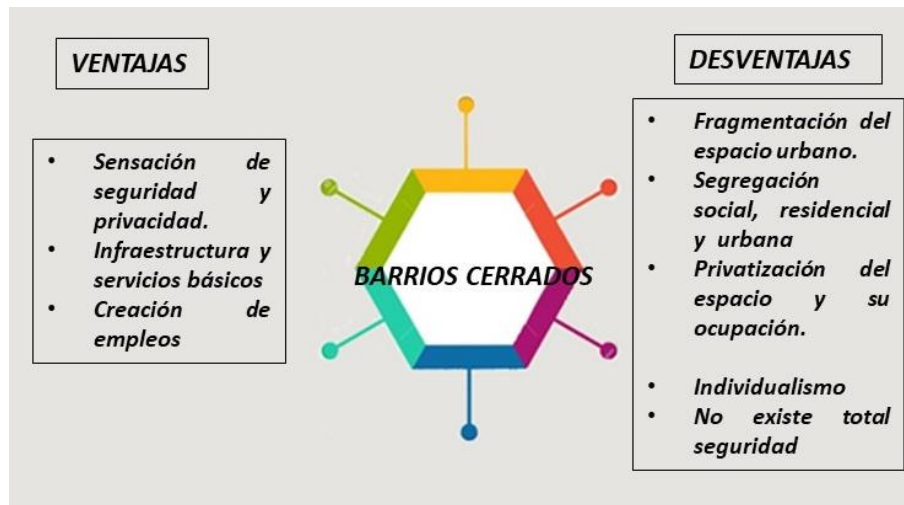 VENTAJAS
• Sensación de
seguridad y
privacidad.
• Infraestructura y
servicios básicos
• Creación de
empleos
BARRIOS CERRADOS
DESVENTAJAS
• Fragmentación del
espacio urbano.
• Segregación
social, residencial
y urbana
• Privatización del
espacio y su
ocupación.
• Individualismo
• No existe total
seguridad